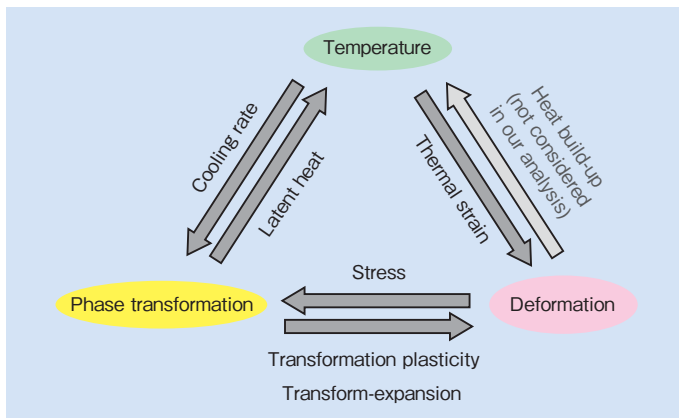 Temperature
Cooling rate
Latent heat
Thermal strain
Heat build-up
(not considered
in our analysis)
Stress
Phase transformation
Deformation
Transformation plasticity
Transform-expansion